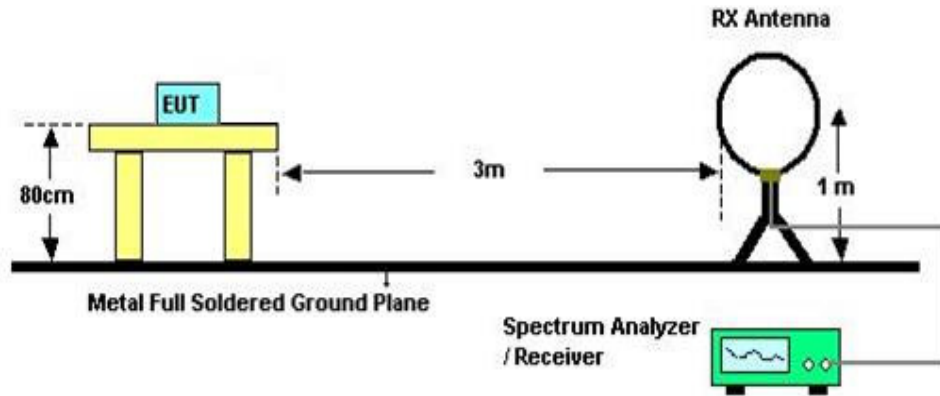 RX Antenna
EUT
80cm
3m
1 m
Metal Full Soldered Ground Plane
Spectrum Analyzer
/ Receiver